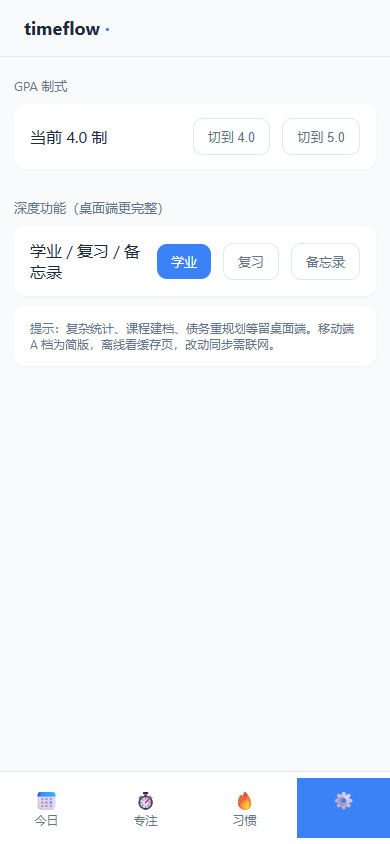 timeflow ·
GPA 制式
当前 4.0 制
切到 4.0
切到 5.0
深度功能（桌面端更完整）
学业 / 复习 / 备
忘录
学业
复习
备忘录
提示：复杂统计、课程建档、债务重规划等留桌面端。移动端
A 档为简版，离线看缓存页，改动同步需联网。
今日
专注
习惯